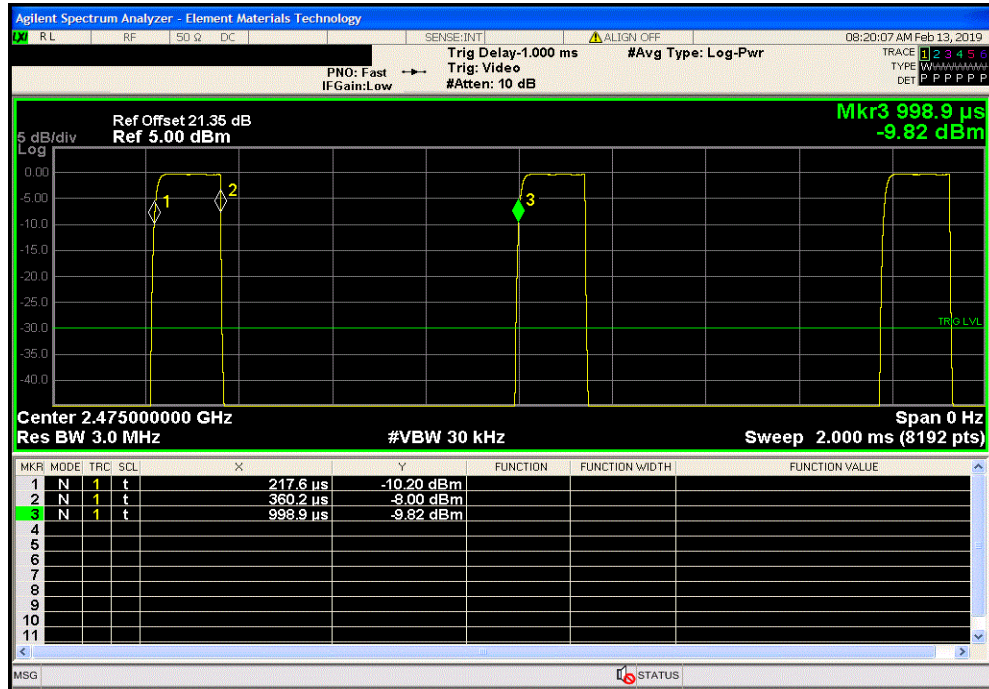 Agilent Spectrum Analyzer - Element Materials Technology
LXI RL RF 50 Ω DC SENSE:INT ALIGN OFF 08:20:07 AM Feb 13, 2019
Trig Delay-1.000 ms #Avg Type: Log-Pwr TRACE 1 2 3 4 5 6
PNO: Fast Trig: Video TYPE WWWWWW
IFGain:Low #Atten: 10 dB DET P P P P P P
Mkr3 998.9 µs
-9.82 dBm
Ref Offset 21.35 dB
5 dB/div Ref 5.00 dBm
Log
0.00
-5.00
-10.0
-15.0
-20.0
-25.0
-30.0
-35.0
-40.0
1
2
3
TRIG LVL
Center 2.475000000 GHz Span 0 Hz
Res BW 3.0 MHz #VBW 30 kHz Sweep 2.000 ms (8192 pts)
MKR MODE TRC SCL X Y FUNCTION FUNCTION WIDTH FUNCTION VALUE
1 N 1 t 217.6 µs -10.20 dBm
2 N 1 t 360.2 µs -8.00 dBm
3 N 1 t 998.9 µs -9.82 dBm
4
5
6
7
8
9
10
11
MSG STATUS